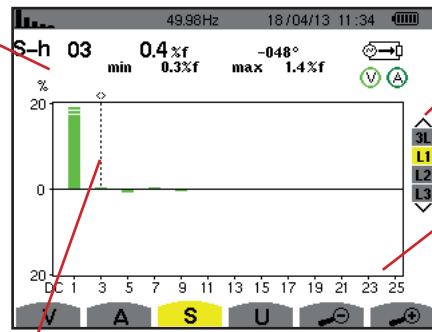 49.98Hz 18/04/13 11:34
S-h 03 0.4 %f -048°
min 0.3%f max 1.4%f
%
V A
20
3L
L1
L2
L3
0
20
DC 1 3 5 7 9 11 13 15 17 19 21 23 25
V A S U